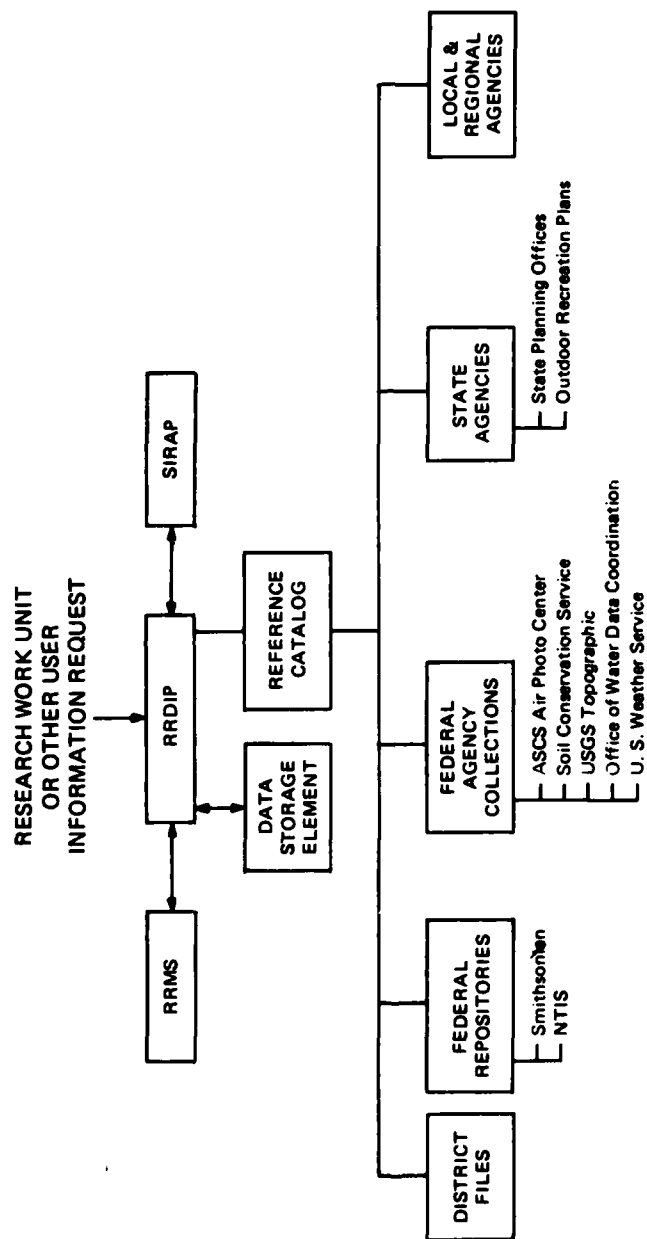 RESEARCH WORK UNIT
OR OTHER USER
INFORMATION REQUEST
RRMS
RRDIP
SIRAP
DATA
STORAGE
ELEMENT
REFERENCE
CATALOG
DISTRICT
FILES
FEDERAL
REPOSITORIES
Smithsonian
NTIS
FEDERAL
AGENCY
COLLECTIONS
ASCS Air Photo Center
Soil Conservation Service
USGS Topographic
Office of Water Data Coordination
U. S. Weather Service
STATE
AGENCIES
State Planning Offices
Outdoor Recreation Plans
LOCAL &
REGIONAL
AGENCIES